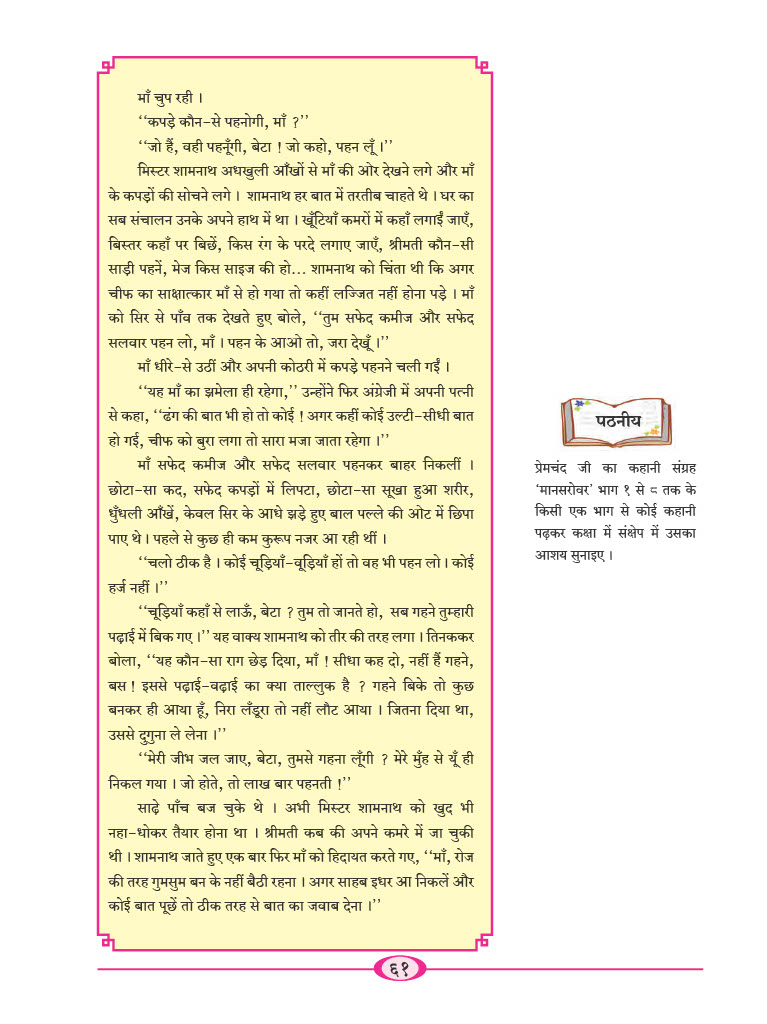 माँ चुप रही ।
‘‘कपड़े कौन-से पहनोगी, माँ ?’’
‘‘जो हैं, वही पहनूँगी, बेटा ! जो कहो, पहन लूँ ।’’
मिस्टर शामनाथ अधखुली आँखों से माँ की ओर देखने लगे और माँ
के कपड़ों की सोचने लगे । शामनाथ हर बात में तरतीब चाहते थे । घर का
सब संचालन उनके अपने हाथ में था । खूँटियाँ कमरों में कहाँ लगाईं जाएँ,
बिस्तर कहाँ पर बिछें, किस रंग के परदे लगाए जाएँ, श्रीमती कौन-सी
साड़ी पहनें, मेज किस साइज की हो... शामनाथ को चिंता थी कि अगर
चीफ का साक्षात्कार माँ से हो गया तो कहीं लज्जित नहीं होना पड़े । माँ
को सिर से पाँव तक देखते हुए बोले, ‘‘तुम सफेद कमीज और सफेद
सलवार पहन लो, माँ । पहन के आओ तो, जरा देखूँ ।’’
माँ धीरे-से उठीं और अपनी कोठरी में कपड़े पहनने चली गईं ।
‘‘यह माँ का झमेला ही रहेगा,’’ उन्होंने फिर अंग्रेजी में अपनी पत्नी
से कहा, ‘‘ढंग की बात भी हो तो कोई ! अगर कहीं कोई उल्टी-सीधी बात
हो गई, चीफ को बुरा लगा तो सारा मजा जाता रहेगा ।’’
माँ सफेद कमीज और सफेद सलवार पहनकर बाहर निकलीं ।
छोटा-सा कद, सफेद कपड़ों में लिपटा, छोटा-सा सूखा हुआ शरीर,
धुँधली आँखें, केवल सिर के आधे झड़े हुए बाल पल्ले की ओट में छिपा
पाए थे । पहले से कुछ ही कम कुरूप नजर आ रही थीं ।
‘‘चलो ठीक है । कोई चूड़ियाँ-वूड़ियाँ हों तो वह भी पहन लो । कोई
हर्ज नहीं ।’’
‘‘चूड़ियाँ कहाँ से लाऊँ, बेटा ? तुम तो जानते हो, सब गहने तुम्हारी
पढ़ाई में बिक गए ।’’ यह वाक्य शामनाथ को तीर की तरह लगा । तिनककर
बोला, ‘‘यह कौन-सा राग छेड़ दिया, माँ ! सीधा कह दो, नहीं हैं गहने,
बस ! इससे पढ़ाई-वढ़ाई का क्या ताल्लुक है ? गहने बिके तो कुछ
बनकर ही आया हूँ, निरा लँडूरा तो नहीं लौट आया । जितना दिया था,
उससे दुगुना ले लेना ।’’
‘‘मेरी जीभ जल जाए, बेटा, तुमसे गहना लूँगी ? मेरे मुँह से यूँ ही
निकल गया । जो होते, तो लाख बार पहनती !’’
साढ़े पाँच बज चुके थे । अभी मिस्टर शामनाथ को खुद भी
नहा-धोकर तैयार होना था । श्रीमती कब की अपने कमरे में जा चुकी
थी । शामनाथ जाते हुए एक बार फिर माँ को हिदायत करते गए, ‘‘माँ, रोज
की तरह गुमसुम बन के नहीं बैठी रहना । अगर साहब इधर आ निकलें और
कोई बात पूछें तो ठीक तरह से बात का जवाब देना ।’’
पठनीय
प्रेमचंद जी का कहानी संग्रह
‘मानसरोवर’ भाग १ से ८ तक के
किसी एक भाग से कोई कहानी
पढ़कर कक्षा में संक्षेप में उसका
आशय सुनाइए ।
६१